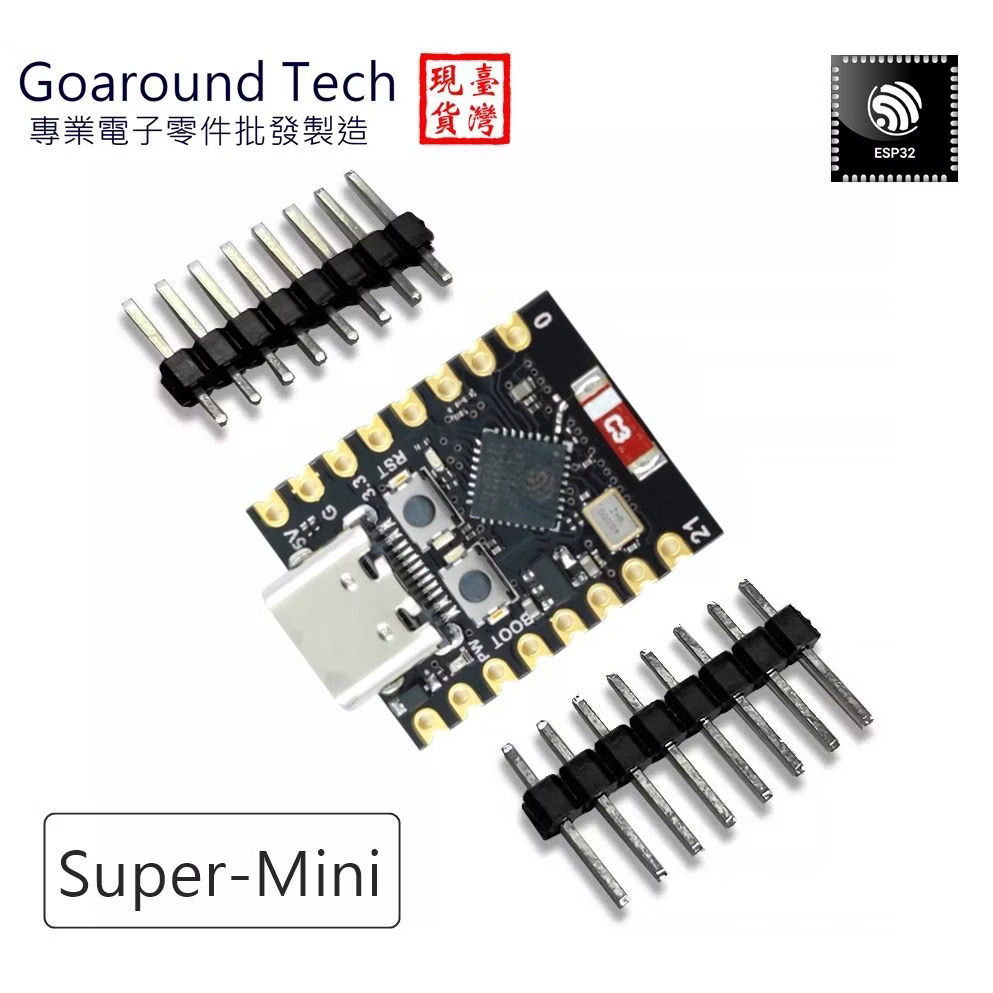 Goaround Tech
專業電子零件批發製造
臺灣
現貨
ESP32
0
C3
RST
3.3
G
5V
21
BOOT
PW
Super-Mini